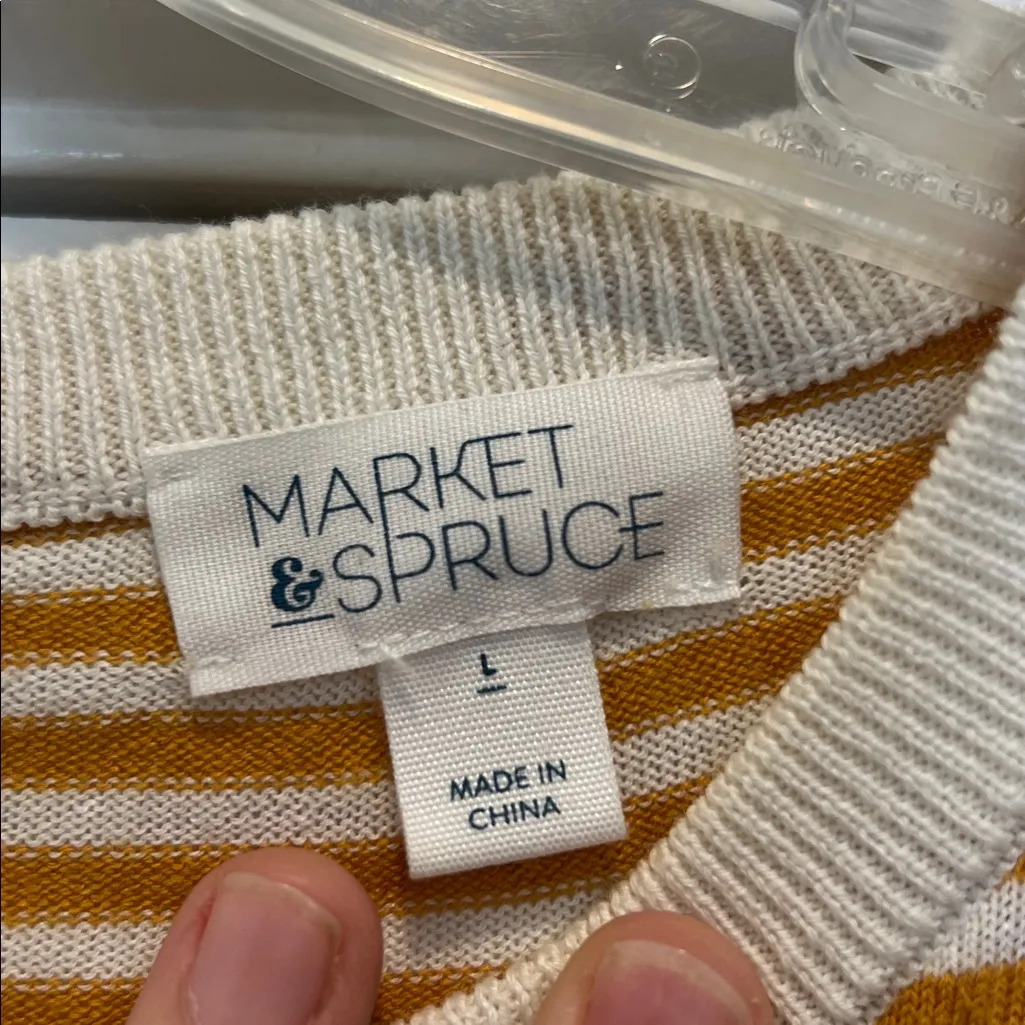 MARKET
& SPRUCE
L
MADE IN
CHINA